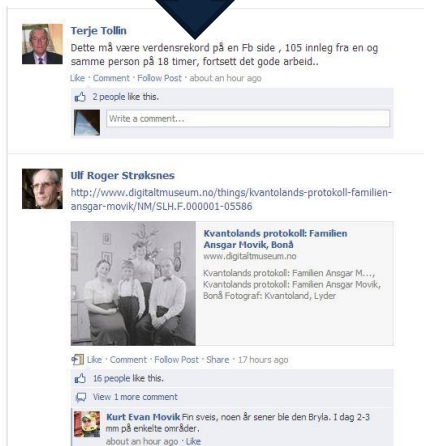 Terje Tollin
Dette må være verdensrekord på en Fb side , 105 innleg fra en og
samme person på 18 timer, fortsett det gode arbeid..
Like · Comment · Follow Post · about an hour ago
2 people like this.
Write a comment...
Ulf Roger Strøksnes
http://www.digitaltmuseum.no/things/kvantolands-protokoll-familien-
ansgar-movik/NM/SLH.F.000001-05586
Kvantolands protokoll: Familien
Ansgar Movik, Bonå
www.digitaltmuseum.no
Kvantolands protokoll: Familien Ansgar M...,
Kvantolands protokoll: Familien Ansgar Movik,
Bonå Fotograf: Kvantoland, Lyder
Like · Comment · Follow Post · Share · 17 hours ago
16 people like this.
View 1 more comment
Kurt Evan Movik Fin sveis, noen år sener ble den Bryla. I dag 2-3
mm på enkelte områder.
about an hour ago · Like